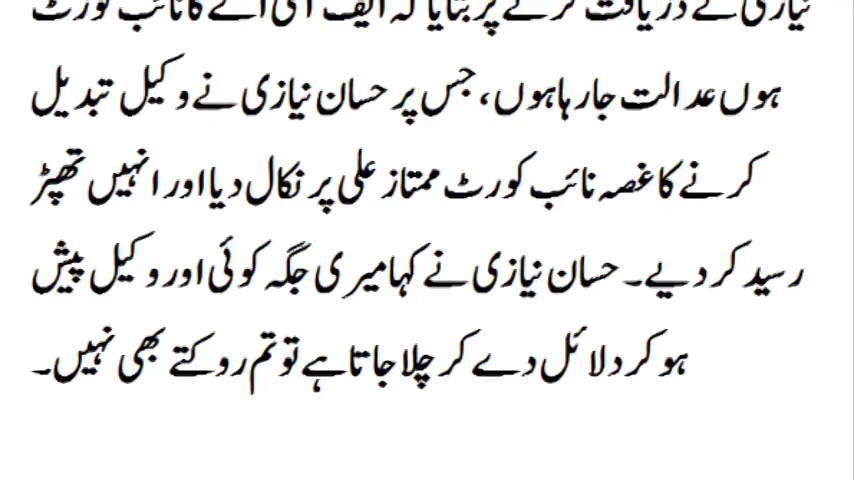 نیازی کے دریافت کرنے پر بتایا کہ ایف آئی اے کا نائب کورٹ
ہوں عدالت جارہا ہوں، جس پر حسان نیازی نے وکیل تبدیل
کرنے کا غصہ نائب کورٹ ممتاز علی پر نکال دیا اور انہیں تھپڑ
رسید کر دیے۔ حسان نیازی نے کہا میری جگہ کوئی اور وکیل پیش
ہو کر دلائل دے کر چلا جاتا ہے تو تم روکتے بھی نہیں۔